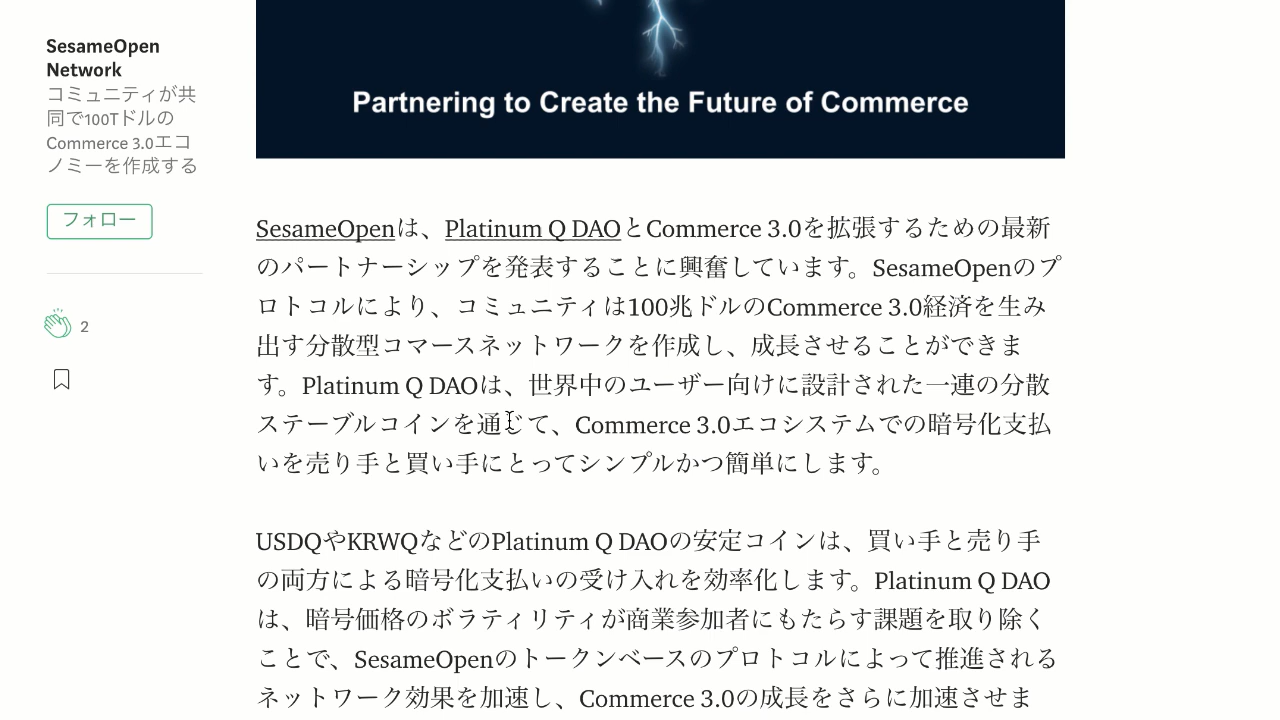 SesameOpen
Network
コミュニティが共
同で100Tドルの
Commerce 3.0エコ
ノミーを作成する
フォロー
2
Partnering to Create the Future of Commerce
SesameOpenは、Platinum Q DAOとCommerce 3.0を拡張するための最新
のパートナーシップを発表することに興奮しています。SesameOpenのプ
ロトコルにより、コミュニティは100兆ドルのCommerce 3.0経済を生み
出す分散型コマースネットワークを作成し、成長させることができま
す。Platinum Q DAOは、世界中のユーザー向けに設計された一連の分散
ステーブルコインを通じて、Commerce 3.0エコシステムでの暗号化支払
いを売り手と買い手にとってシンプルかつ簡単にします。
USDQやKRWQなどのPlatinum Q DAOの安定コインは、買い手と売り手
の両方による暗号化支払いの受け入れを効率化します。Platinum Q DAO
は、暗号価格のボラティリティが商業参加者にもたらす課題を取り除く
ことで、SesameOpenのトークンベースのプロトコルによって推進される
ネットワーク効果を加速し、Commerce 3.0の成長をさらに加速させま